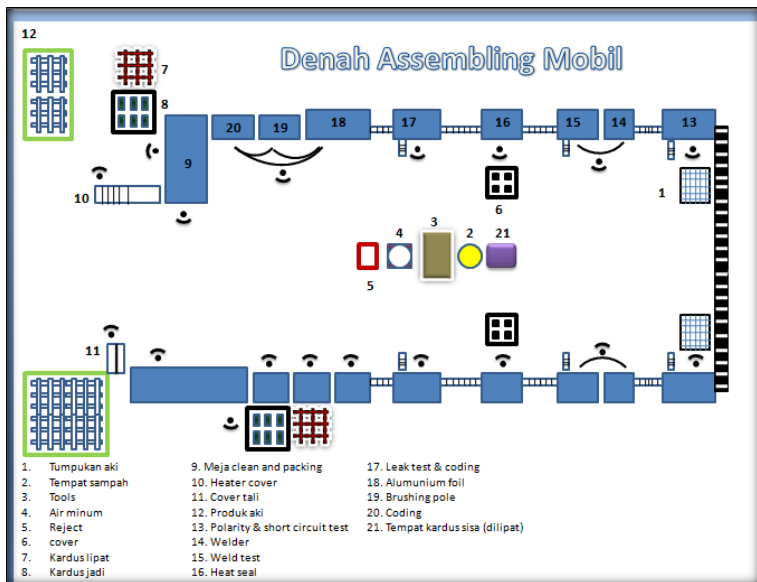 12
Denah Assembling Mobil
7
8
20
19
18
17
16
15
14
13
9
10
1
6
3
4
2
21
5
11
1. Tumpukan aki
2. Tempat sampah
3. Tools
4. Air minum
5. Reject
6. cover
7. Kardus lipat
8. Kardus jadi
9. Meja clean and packing
10. Heater cover
11. Cover tali
12. Produk aki
13. Polarity & short circuit test
14. Welder
15. Weld test
16. Heat seal
17. Leak test & coding
18. Alumunium foil
19. Brushing pole
20. Coding
21. Tempat kardus sisa (dilipat)